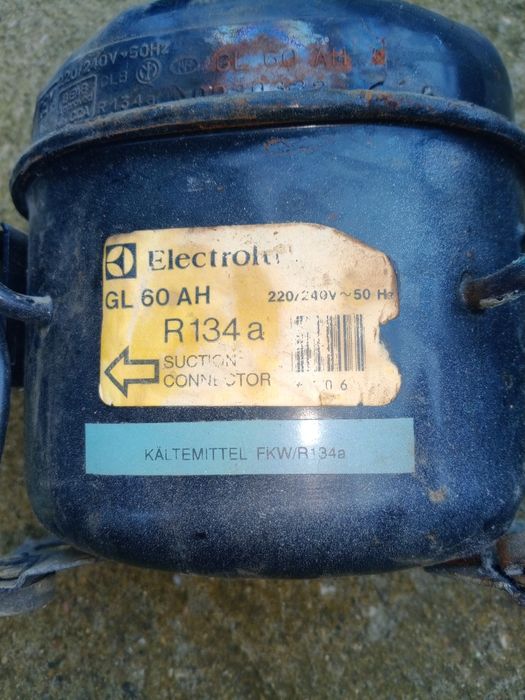 220/240V~50Hz
GL 60 AH
R134a
Electrolu
GL 60 AH
220/240V~50 Hz
R134a
SUCTION
CONNECTOR
KÄLTEMITTEL FKW/R134a